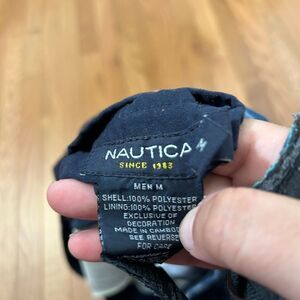 NAUTICA
SINCE 1983
MEN M
SHELL:100% POLYESTER
LINING:100% POLYESTER
EXCLUSIVE OF
DECORATION
MADE IN CAMBOD
SEE REVERSE
FOR CARE